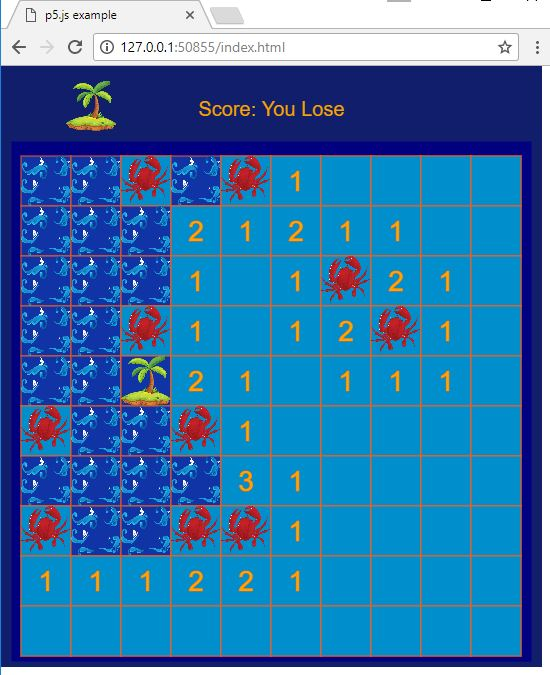 p5.js example
127.0.0.1:50855/index.html
Score: You Lose
1
2 1 2 1 1
1 1 2 1
1 1 2 1
2 1 1 1 1
1
3 1
1
1 1 1 2 2 1